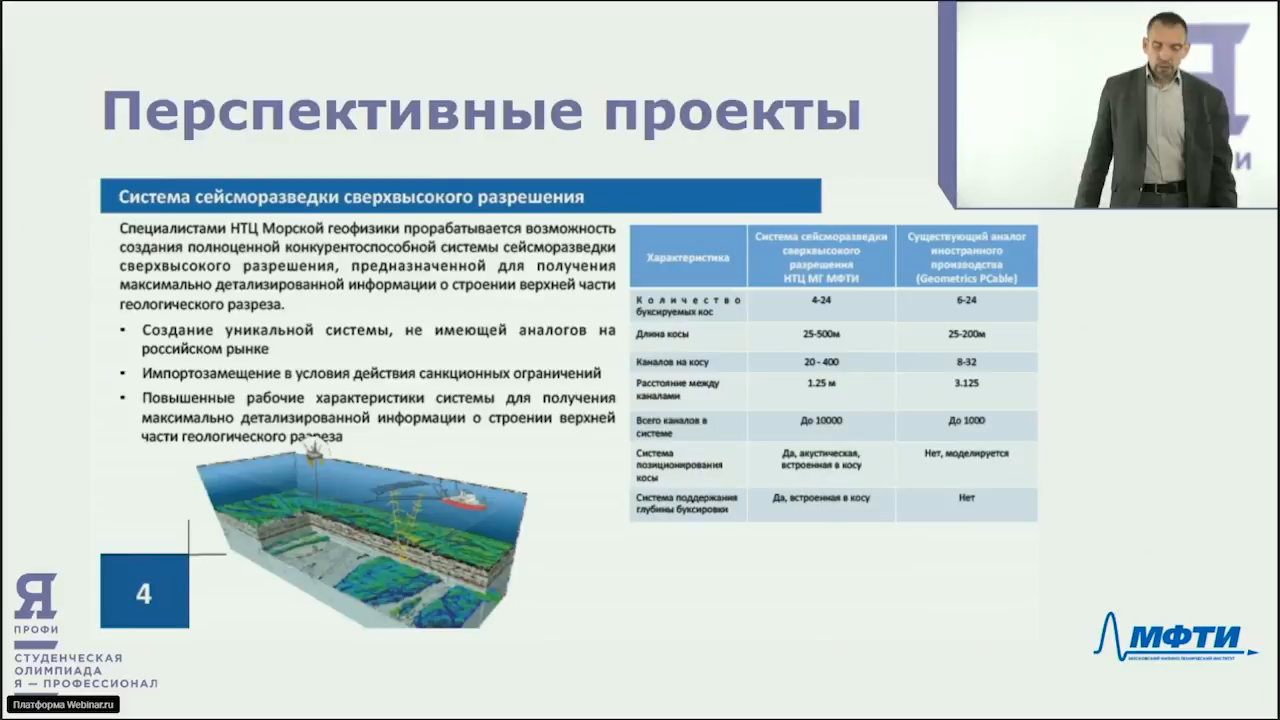 Перспективные проекты
Система сейсморазведки сверхвысокого разрешения
Специалистами НТЦ Морской геофизики прорабатывается возможность
создания полноценной конкурентоспособной системы сейсморазведки
сверхвысокого разрешения, предназначенной для получения
максимально детализированной информации о строении верхней части
геологического разреза.
• Создание уникальной системы, не имеющей аналогов на
российском рынке
• Импортозамещение в условия действия санкционных ограничений
• Повышенные рабочие характеристики системы для получения
максимально детализированной информации о строении верхней
части геологического разреза
Характеристика
Система сейсморазведки
сверхвысокого
разрешения
НТЦ МГ МФТИ
Существующий аналог
иностранного
производства
(Geometrics PCable)
Количество
буксируемых кос
4-24
6-24
Длина косы
25-500м
25-200м
Каналов на косу
20 - 400
8-32
Расстояние между
каналами
1.25 м
3.125
Всего каналов в
системе
До 10000
До 1000
Система
позиционирования
косы
Да, акустическая,
встроенная в косу
Нет, моделируется
Система поддержания
глубины буксировки
Да, встроенная в косу
Нет
4
Я
ПРОФИ
СТУДЕНЧЕСКАЯ
ОЛИМПИАДА
Я — ПРОФЕССИОНАЛ
Платформа Webinar.ru
МФТИ
МОСКОВСКИЙ ФИЗИКО-ТЕХНИЧЕСКИЙ ИНСТИТУТ